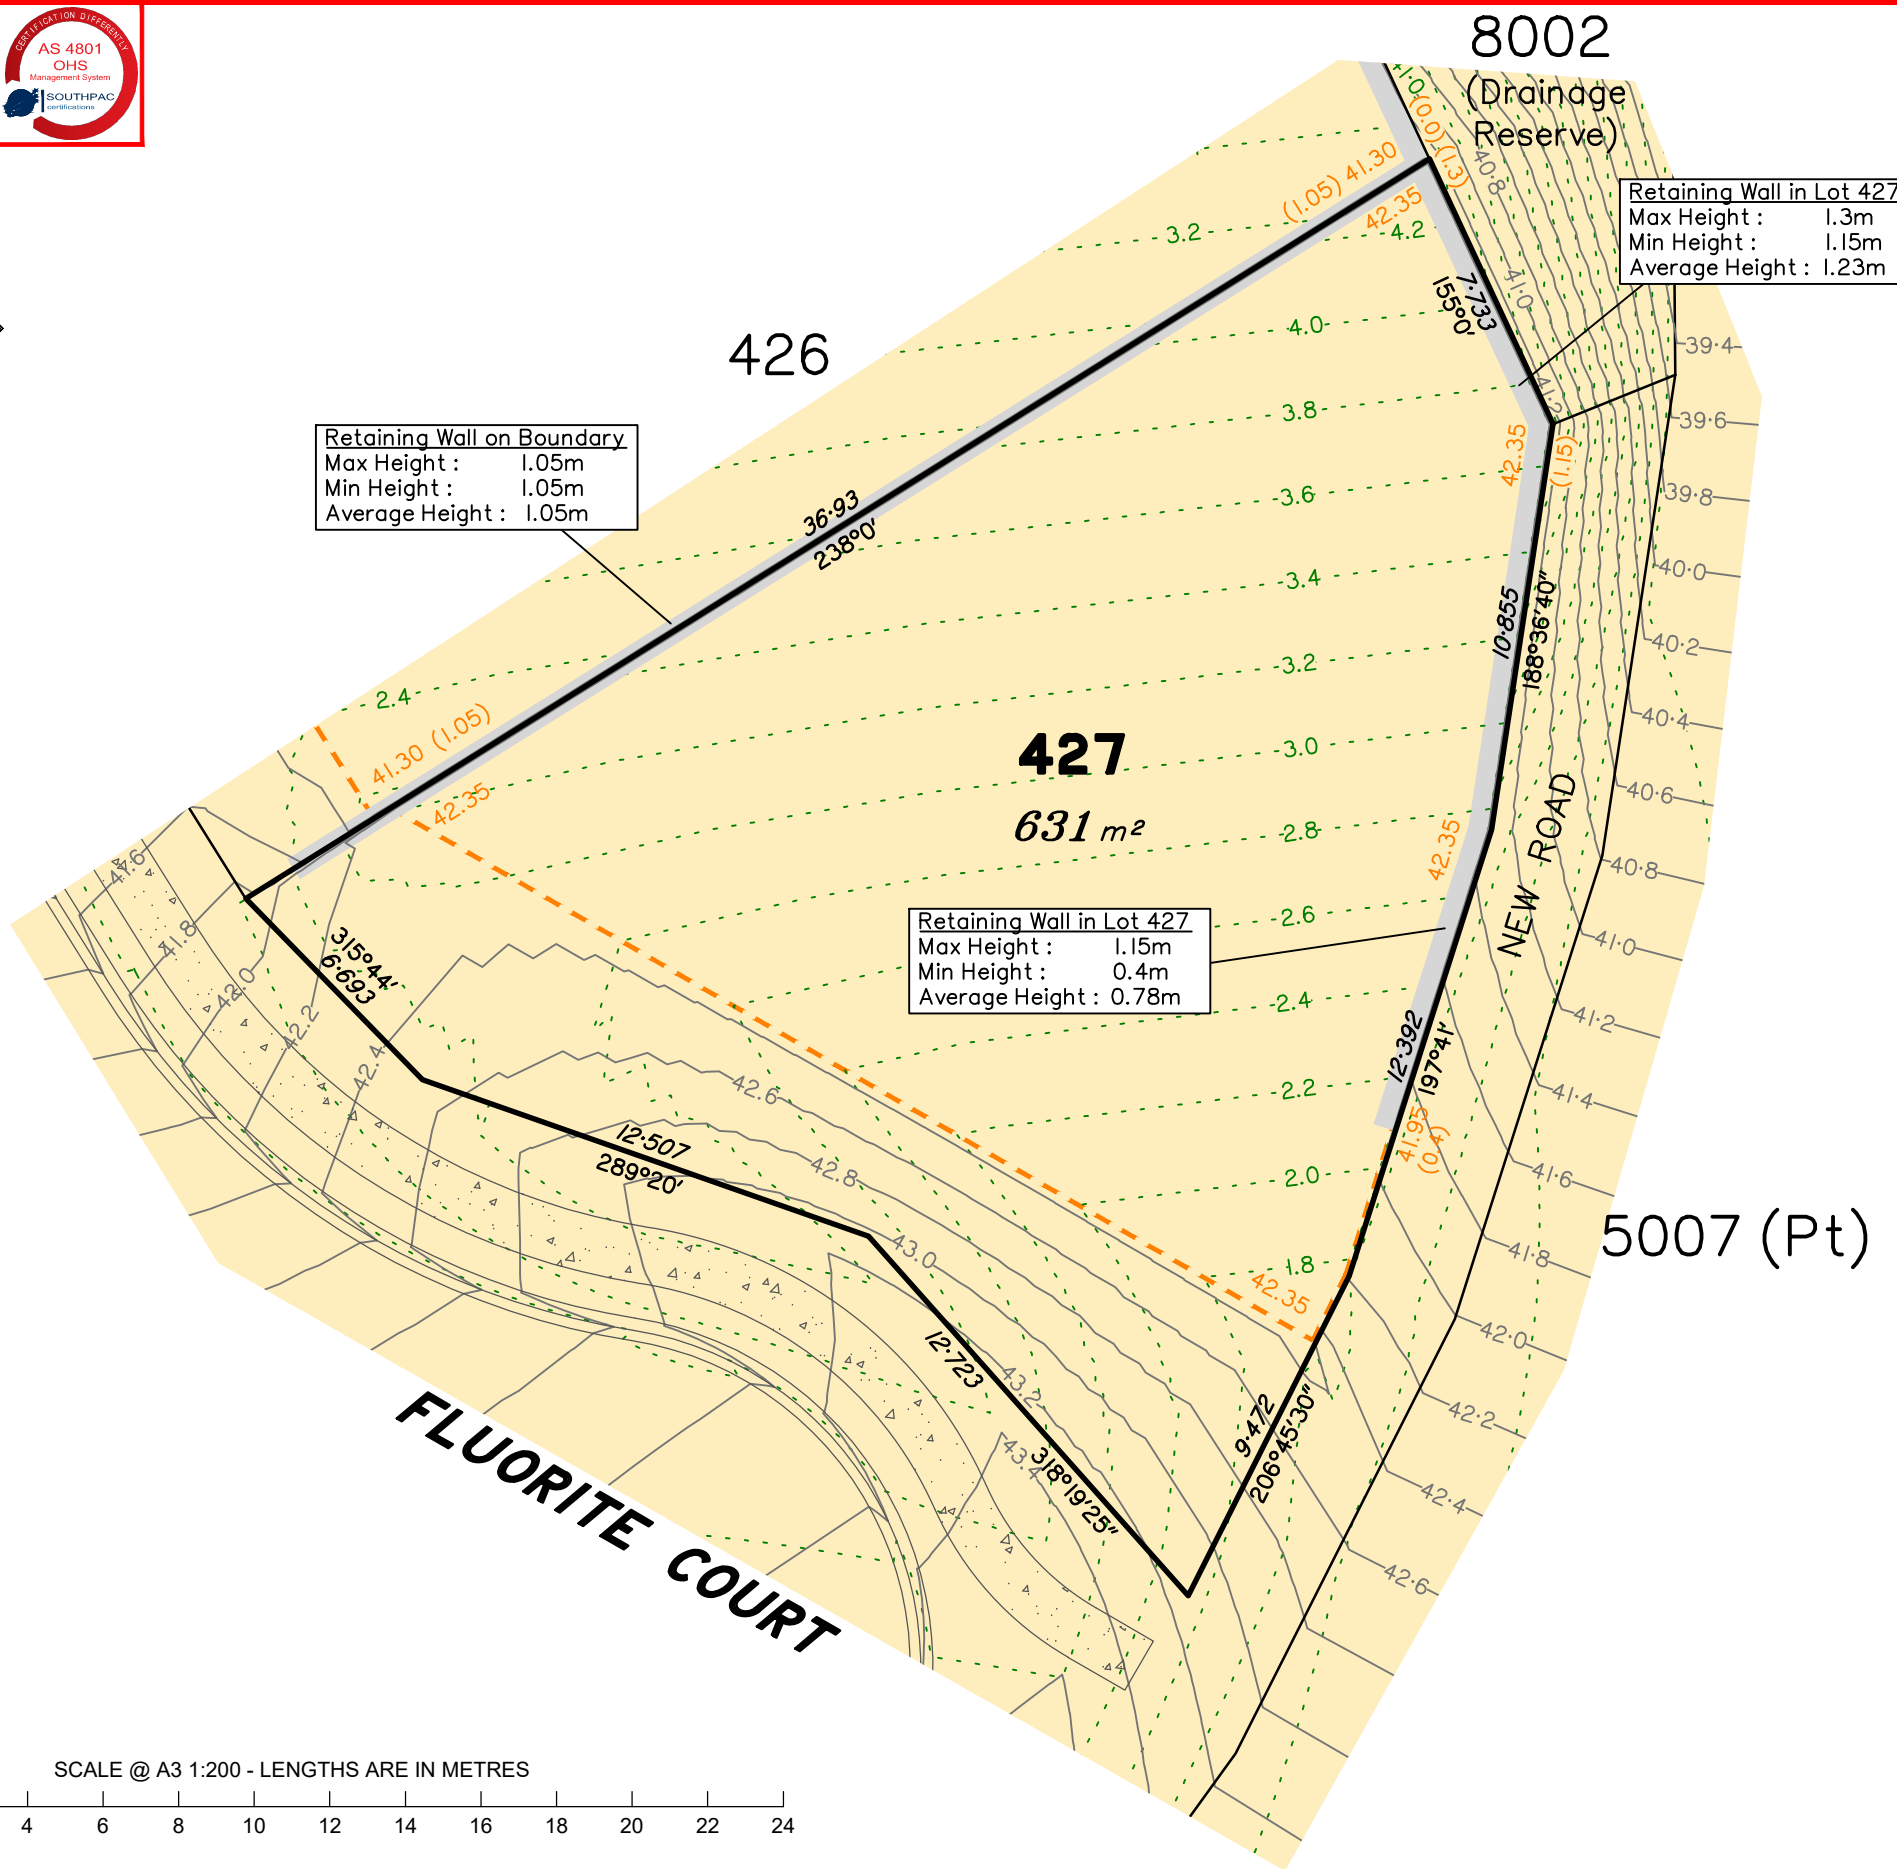 CERTIFICATION DIFFERENTLY
AS 4801
OHS
Management System
SOUTHPAC
certifications
8002
(Drainage
Reserve)
41.0
(0.0)
(1.3)
40.8
(1.05) 41.30
42.35
3.2
4.2
Retaining Wall in Lot 427
Max Height : 1.3m
Min Height : 1.15m
Average Height : 1.23m
7.733
155°0'
41.0
41.2
4.0
39.4
426
3.8
39.6
42.35
(1.15)
Retaining Wall on Boundary
Max Height : 1.05m
Min Height : 1.05m
Average Height : 1.05m
36.93
238°0'
3.6
39.8
3.4
40.0
10.855
188°36'40"
3.2
40.2
2.4
41.30 (1.05)
42.35
40.4
427
631 m²
3.0
40.6
2.8
42.35
NEW ROAD
40.8
41.6
41.8
42.0
42.2
42.4
315°44'
6.693
Retaining Wall in Lot 427
Max Height : 1.15m
Min Height : 0.4m
Average Height : 0.78m
2.6
41.0
2.4
41.2
12.392
197°41'
2.2
41.4
42.6
41.95
(0.4)
12.507
289°20'
42.8
2.0
41.6
5007 (Pt)
43.0
1.8
41.8
42.35
42.0
12.723
318°19'25"
43.2
43.4
9.472
206°45'30"
42.2
42.4
42.6
FLUORITE COURT
SCALE @ A3 1:200 - LENGTHS ARE IN METRES
4 6 8 10 12 14 16 18 20 22 24